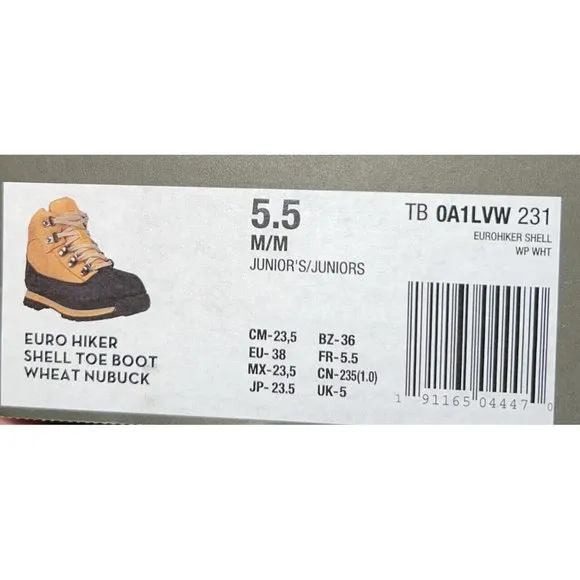 5.5
M/M
JUNIOR'S/JUNIORS
TB 0A1LVW 231
EUROHIKER SHELL
WP WHT
EURO HIKER
SHELL TOE BOOT
WHEAT NUBUCK
CM-23,5 BZ-36
EU- 38 FR-5.5
MX-23,5 CN-235(1.0)
JP- 23.5 UK-5
1 91165 04447 0